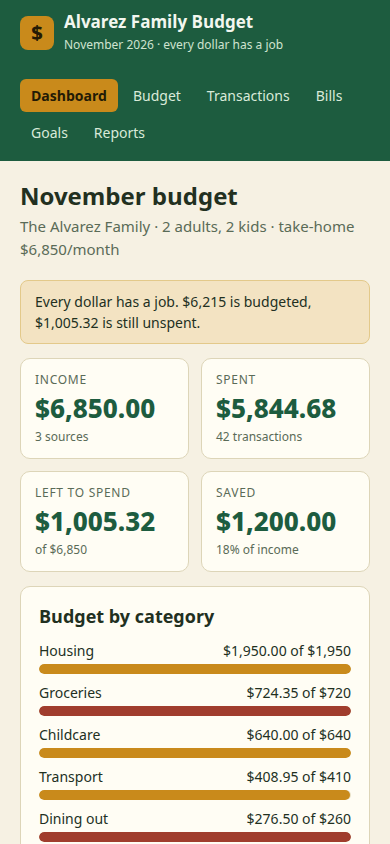 $
Alvarez Family Budget
November 2026 · every dollar has a job
Dashboard Budget Transactions Bills
Goals Reports
November budget
The Alvarez Family · 2 adults, 2 kids · take-home
$6,850/month
Every dollar has a job. $6,215 is budgeted,
$1,005.32 is still unspent.
INCOME
$6,850.00
3 sources
SPENT
$5,844.68
42 transactions
LEFT TO SPEND
$1,005.32
of $6,850
SAVED
$1,200.00
18% of income
Budget by category
Housing $1,950.00 of $1,950
Groceries $724.35 of $720
Childcare $640.00 of $640
Transport $408.95 of $410
Dining out $276.50 of $260